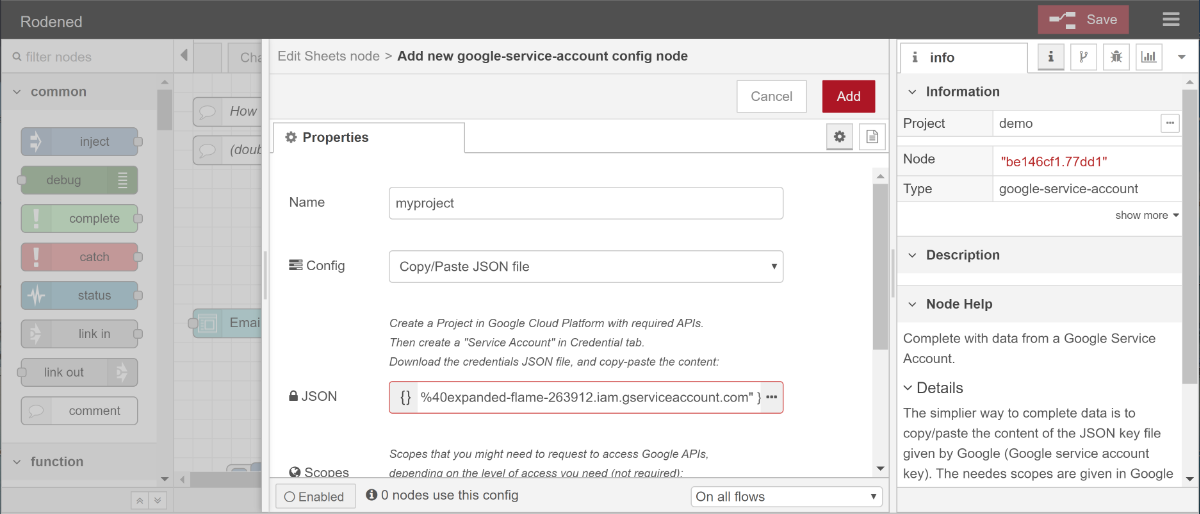 Rodened
Save
filter nodes
Cha
Edit Sheets node > Add new google-service-account config node
info
common
Cancel
Add
Information
Project
demo
inject
How
Properties
debug
(doub
Node
"be146cf1.77dd1"
Type
google-service-account
complete
Name
myproject
show more
catch
Config
Copy/Paste JSON file
Description
status
Node Help
link in
Emai
Create a Project in Google Cloud Platform with required APIs.
Then create a "Service Account" in Credential tab.
Download the credentials JSON file, and copy-paste the content:
Complete with data from a Google Service
Account.
link out
Details
JSON
{} %40expanded-flame-263912.iam.gserviceaccount.com" } •••
comment
The simplier way to complete data is to
copy/paste the content of the JSON key file
given by Google (Google service account
key). The needes scopes are given in Google
function
Scopes that you might need to request to access Google APIs,
depending on the level of access you need (not required):
Scopes
Enabled
0 nodes use this config
On all flows